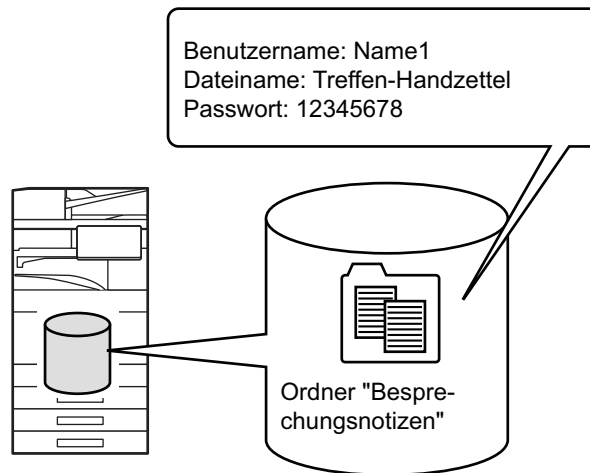 Benutzername: Name1
Dateiname: Treffen-Handzettel
Passwort: 12345678
Ordner "Bespre-
chungsnotizen"